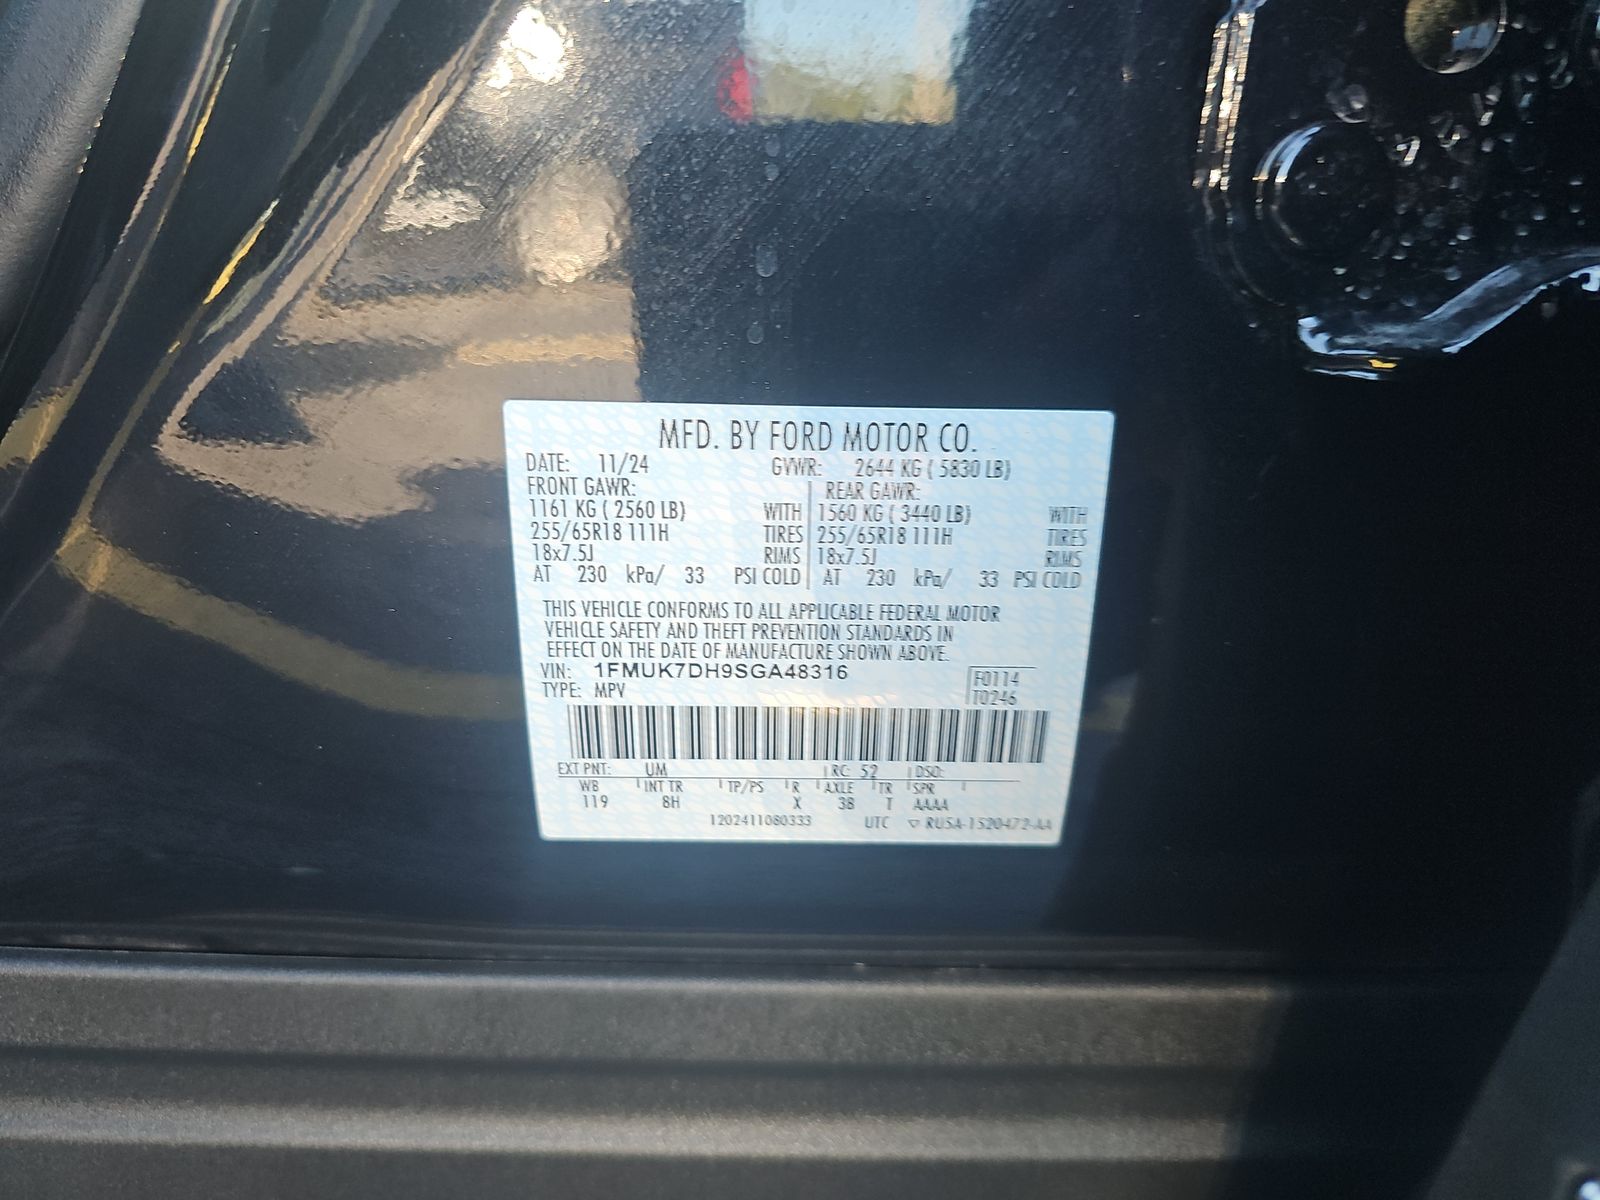 MFD. BY FORD MOTOR CO.
DATE: 11/24 GVWR: 2644 KG ( 5830 LB)
FRONT GAWR: REAR GAWR:
1161 KG ( 2560 LB) WITH 1560 KG ( 3440 LB) WITH
255/65R18 111H TIRES 255/65R18 111H TIRES
18x7.5J RIMS 18x7.5J RIMS
AT 230 kPa/ 33 PSI COLD AT 230 kPa/ 33 PSI COLD
THIS VEHICLE CONFORMS TO ALL APPLICABLE FEDERAL MOTOR
VEHICLE SAFETY AND THEFT PREVENTION STANDARDS IN
EFFECT ON THE DATE OF MANUFACTURE SHOWN ABOVE.
VIN: 1FMUK7DH9SGA48316 F0114
TYPE: MPV T0246
EXT PNT: UM RC: 52 DSO:
WB INT TR TP/PS R AXLE TR SPR
119 8H X 38 T AAAA
1202411080333 UTC ▽ RU5A-1520472-AA